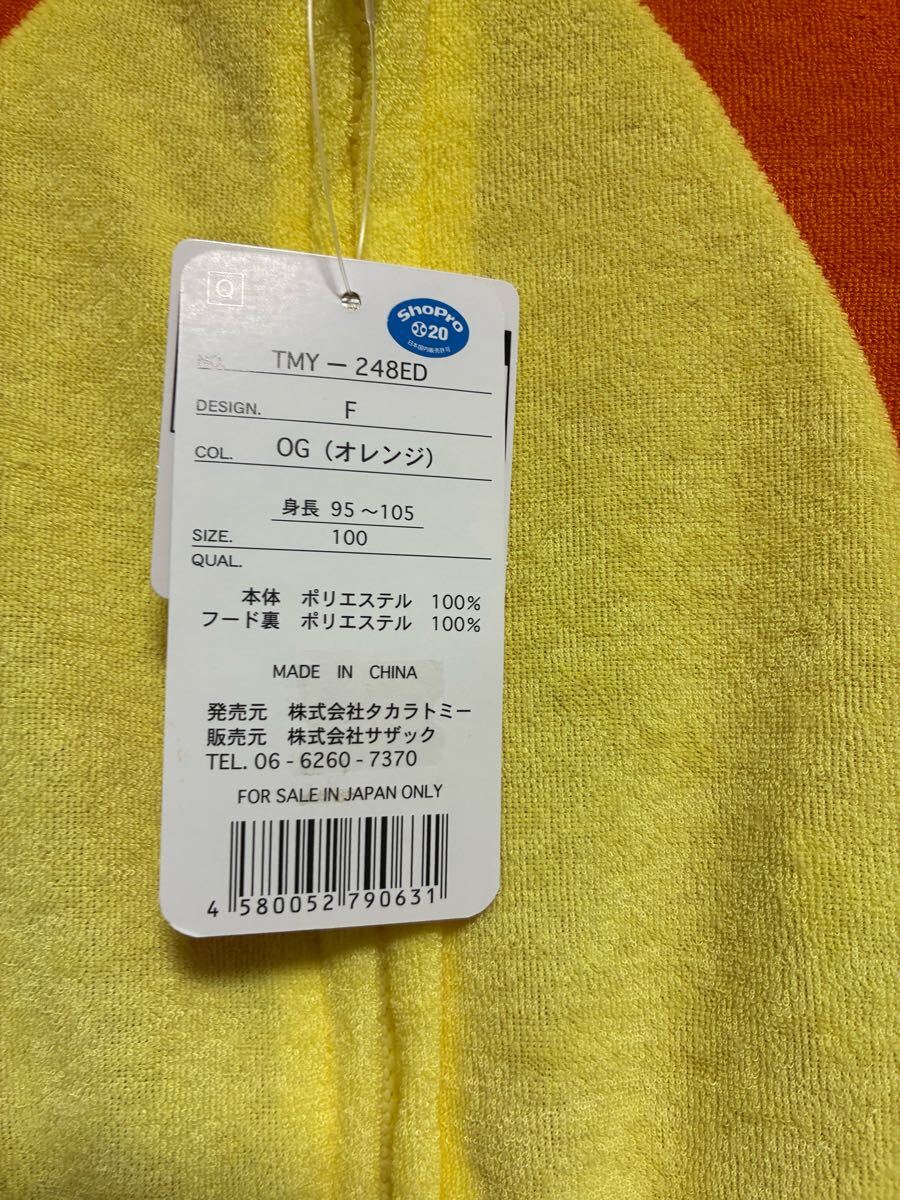 Q
ShoPro
20
日本国内販売許可
NO. TMY－248ED
DESIGN. F
COL. OG（オレンジ）
身長 95～105
SIZE. 100
QUAL.
本体 ポリエステル 100%
フード裏 ポリエステル 100%
MADE IN CHINA
発売元 株式会社タカラトミー
販売元 株式会社サザック
TEL. 06 - 6260 - 7370
FOR SALE IN JAPAN ONLY
4 580052 790631